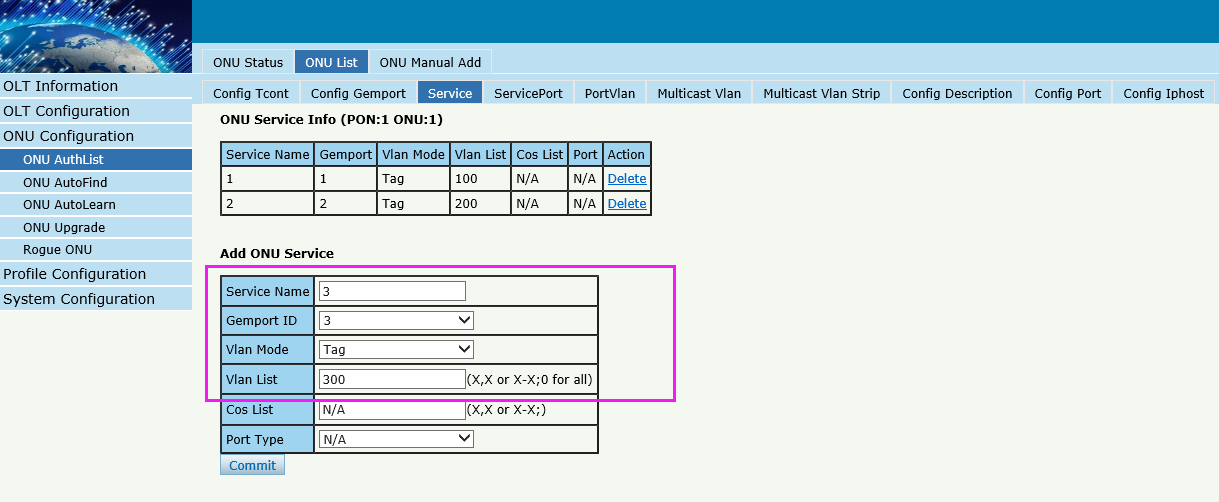 ONU Status ONU List ONU Manual Add
Config Tcont Config Gemport Service ServicePort PortVlan Multicast Vlan Multicast Vlan Strip Config Description Config Port Config Iphost
OLT Information
OLT Configuration
ONU Configuration
ONU AuthList
ONU AutoFind
ONU AutoLearn
ONU Upgrade
Rogue ONU
Profile Configuration
System Configuration
ONU Service Info (PON:1 ONU:1)
Service Name Gemport Vlan Mode Vlan List Cos List Port Action
1 1 Tag 100 N/A N/A Delete
2 2 Tag 200 N/A N/A Delete
Add ONU Service
Service Name 3
Gemport ID 3
Vlan Mode Tag
Vlan List 300 (X,X or X-X;0 for all)
Cos List N/A (X,X or X-X;)
Port Type N/A
Commit